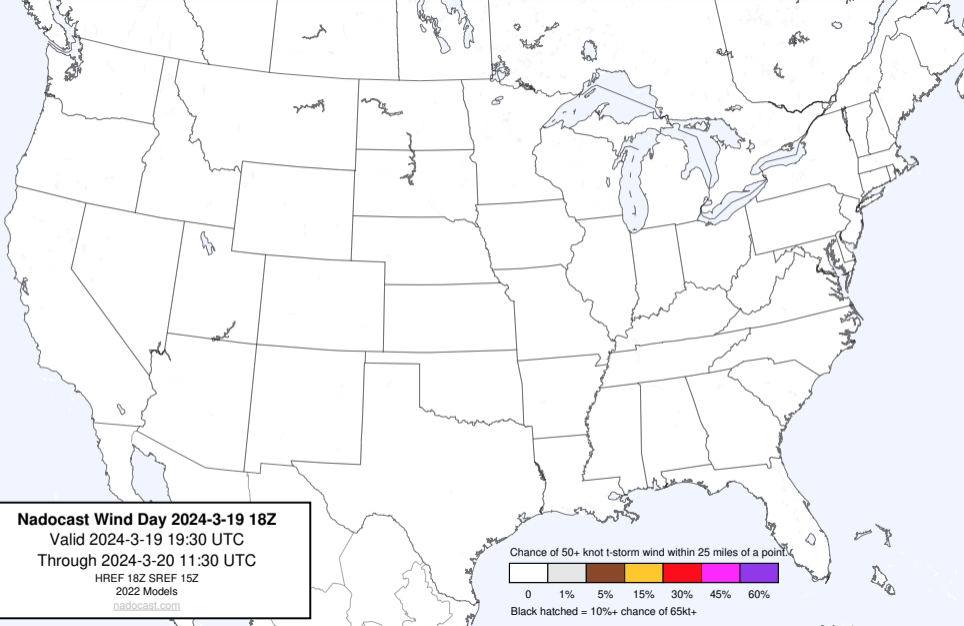 Nadocast Wind Day 2024-3-19 18Z
Valid 2024-3-19 19:30 UTC
Through 2024-3-20 11:30 UTC
HREF 18Z SREF 15Z
2022 Models
nadocast.com
Chance of 50+ knot t-storm wind within 25 miles of a point.
0 1% 5% 15% 30% 45% 60%
Black hatched = 10%+ chance of 65kt+